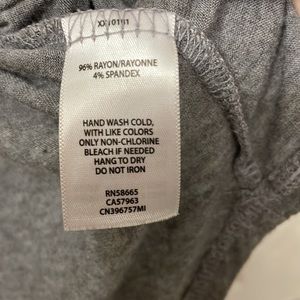 96% RAYON/RAYONNE
4% SPANDEX
HAND WASH COLD,
WITH LIKE COLORS
ONLY NON-CHLORINE
BLEACH IF NEEDED
HANG TO DRY
DO NOT IRON
RN58665
CA57963
CN396757MI